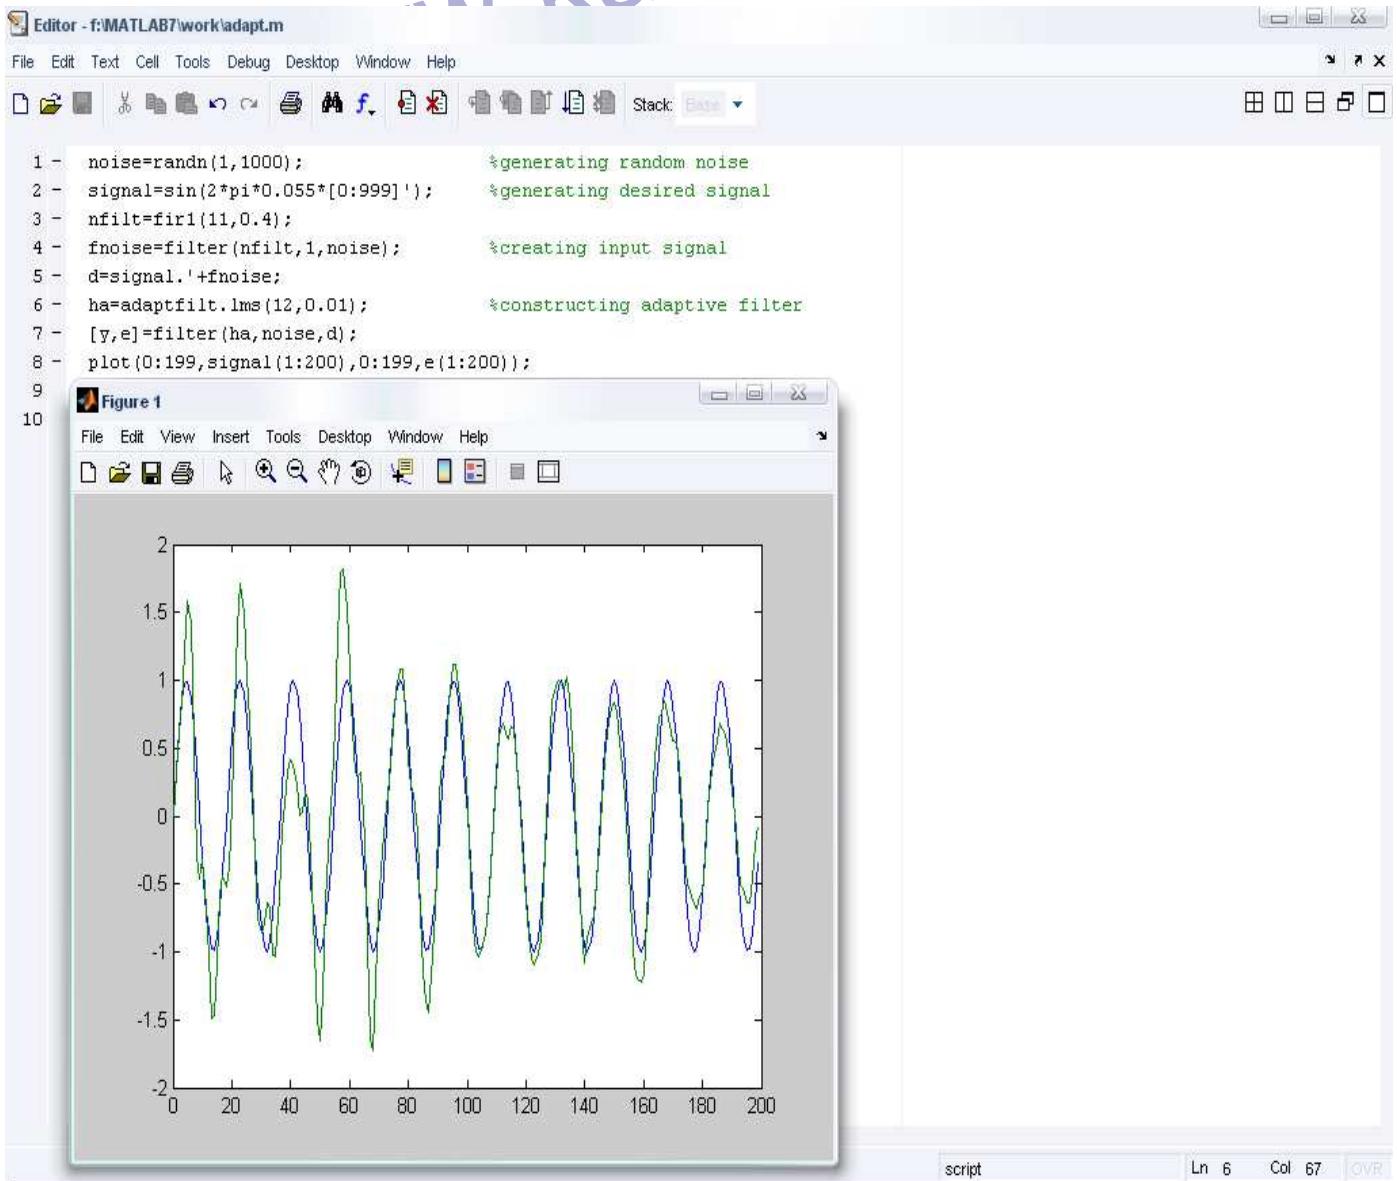 Editor - f:\MATLAB7\work\adapt.m
File Edit Text Cell Tools Debug Desktop Window Help
Stack: Base
1 - noise=randn(1,1000); %generating random noise
2 - signal=sin(2*pi*0.055*[0:999]'); %generating desired signal
3 - nfilt=fir1(11,0.4);
4 - fnoise=filter(nfilt,1,noise); %creating input signal
5 - d=signal.'+fnoise;
6 - ha=adaptfilt.lms(12,0.01); %constructing adaptive filter
7 - [y,e]=filter(ha,noise,d);
8 - plot(0:199,signal(1:200),0:199,e(1:200));
9
10
Figure 1
File Edit View Insert Tools Desktop Window Help
2
1.5
1
0.5
0
-0.5
-1
-1.5
-2
0 20 40 60 80 100 120 140 160 180 200
script Ln 6 Col 67 OVR